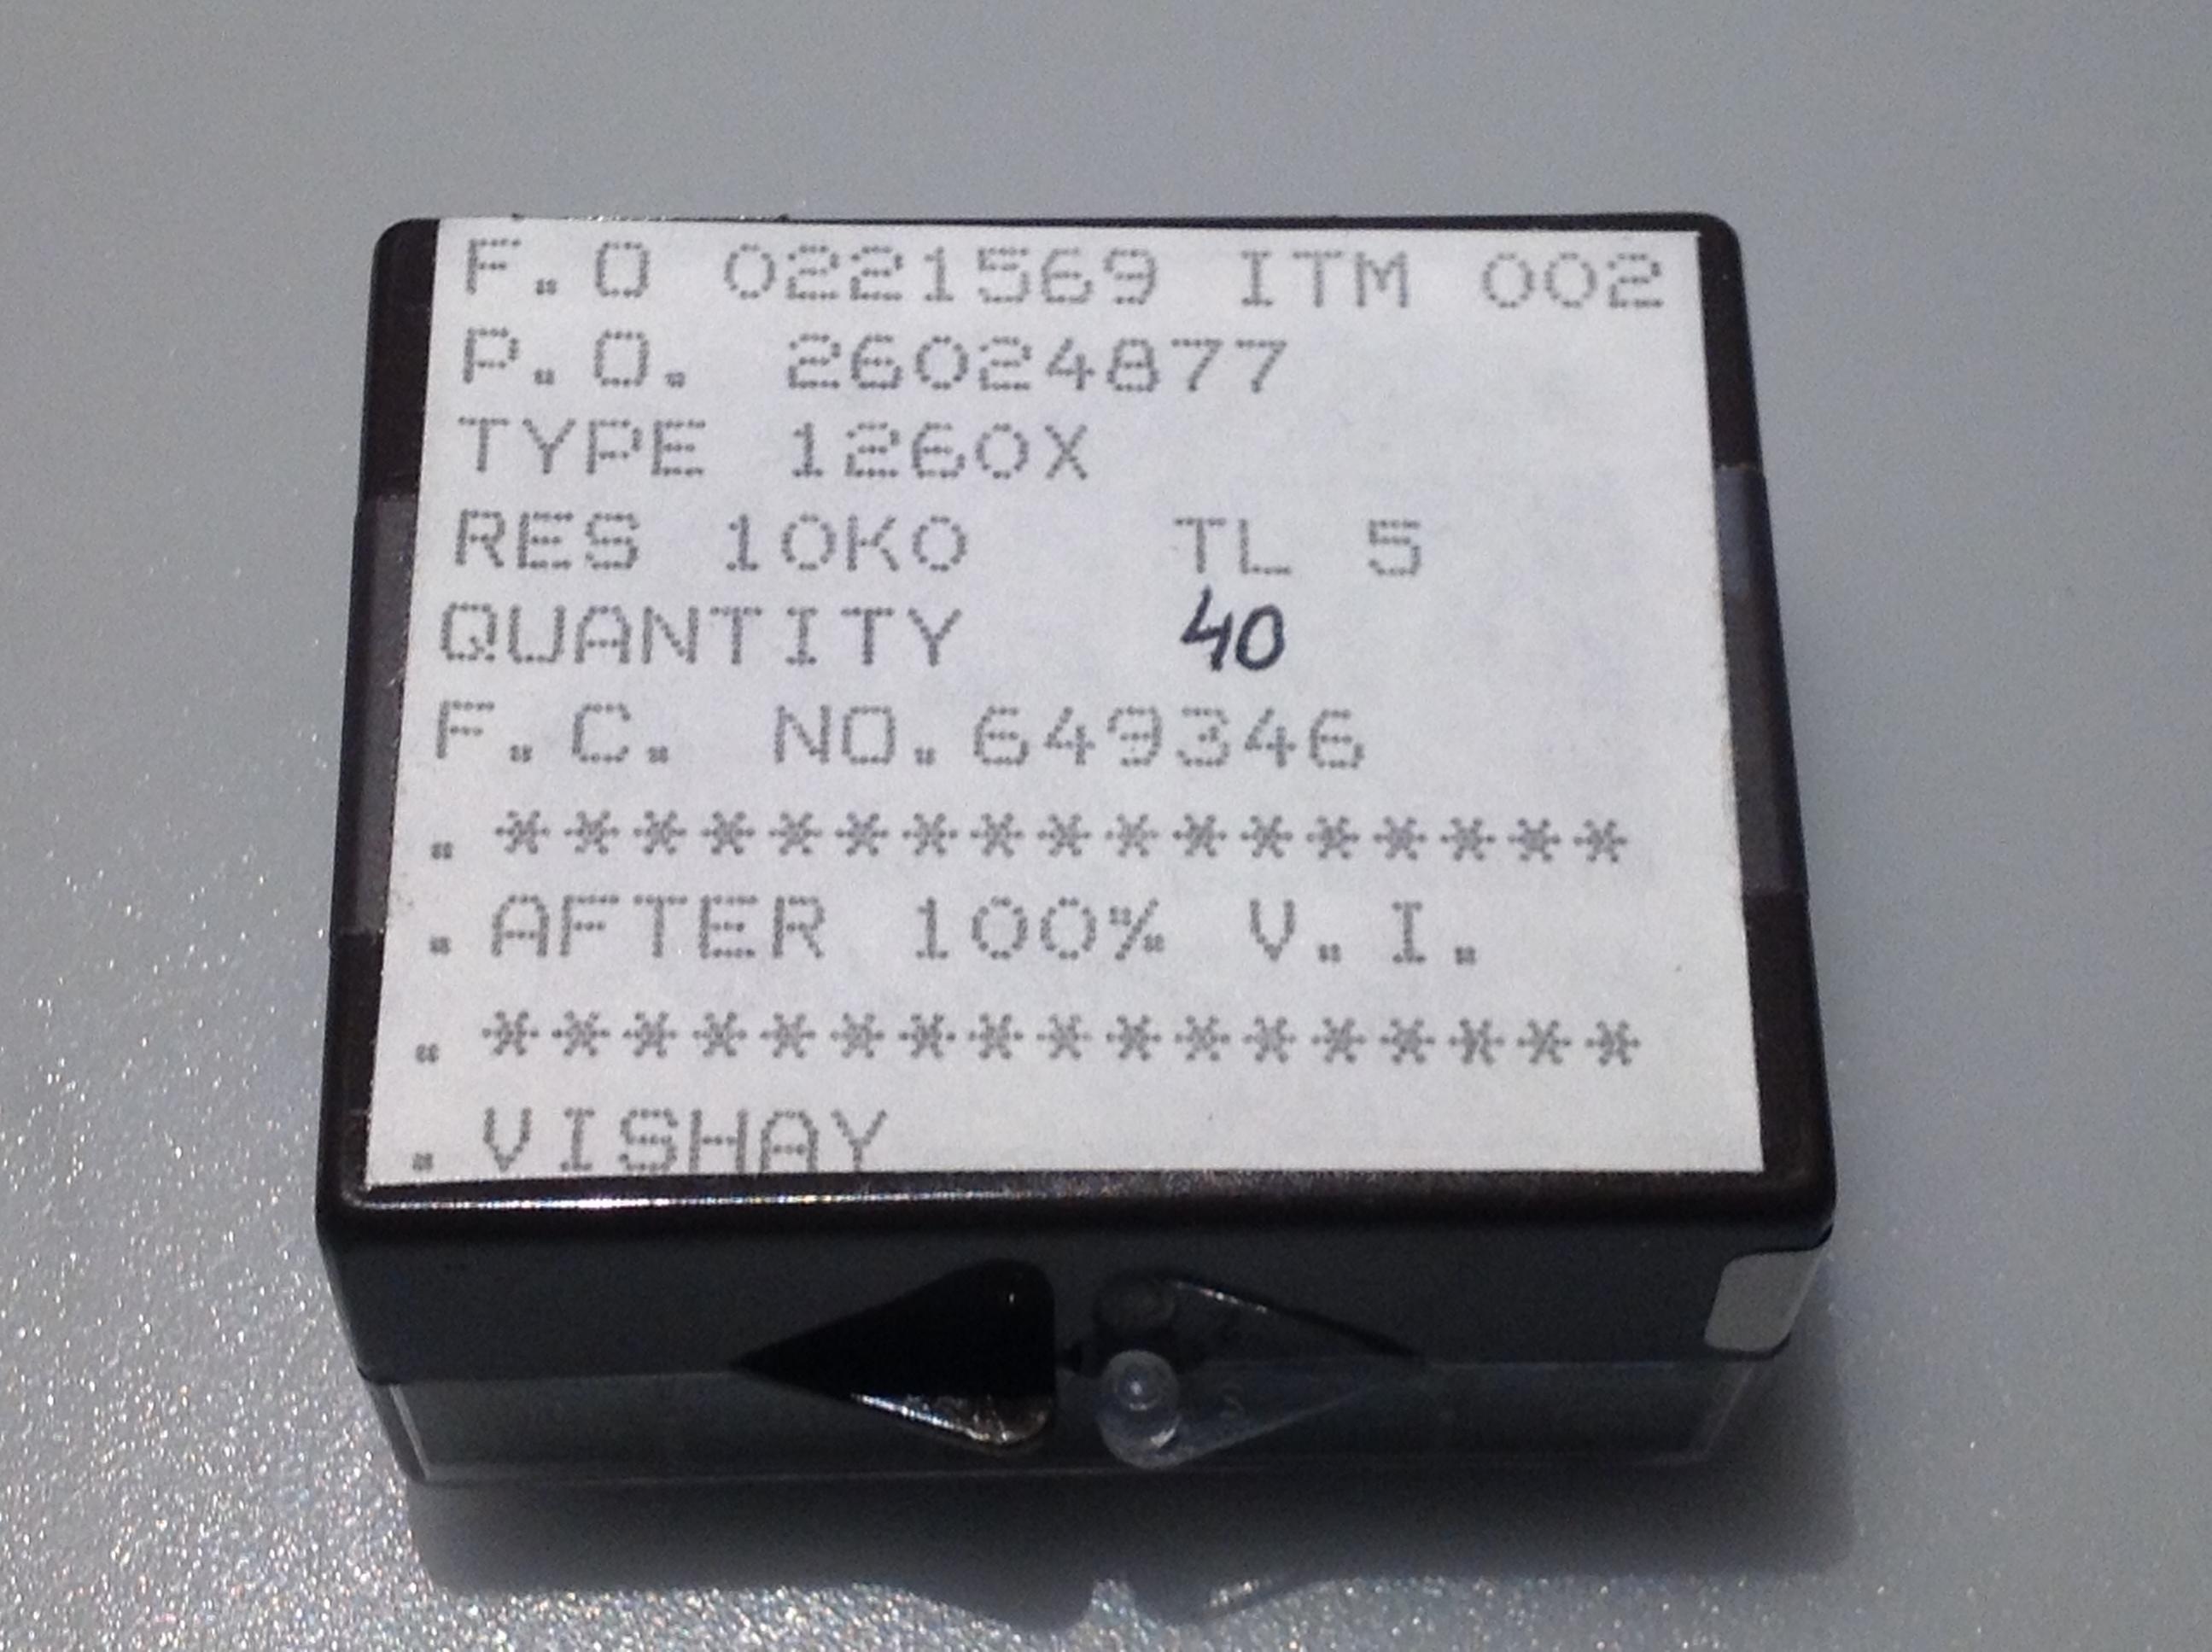 F.O 0221569 ITM 002
P.O. 26024877
TYPE 1260X
RES 10K0 TL 5
QUANTITY 40
F.C. NO.649346
.*****************
.AFTER 100% V.I.
.*****************
.VISHAY